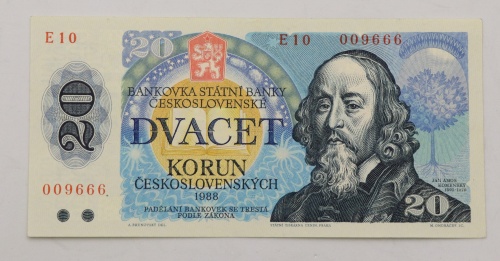 E 10
20
E 10 009666
BANKOVKA STÁTNÍ BANKY
ČESKOSLOVENSKÉ
DVACET
KORUN
ČESKOSLOVENSKÝCH
1988
20
009666
PADĚLÁNÍ BANKOVEK SE TRESTÁ
PODLE ZÁKONA
JAN AMOS
KOMENSKÝ
20